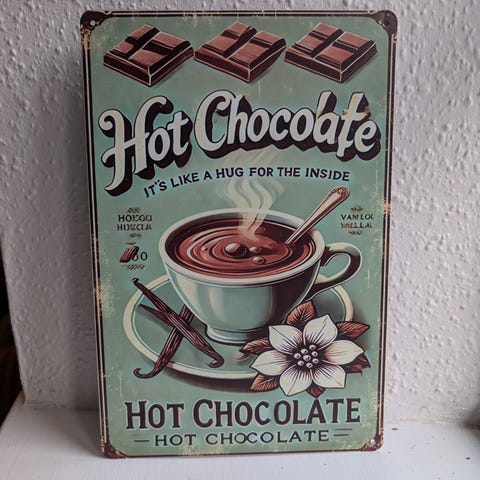 Hot Chocolate
IT'S LIKE A HUG FOR THE INSIDE
HOT CHOCOLATE
HOT CHOCOLATE